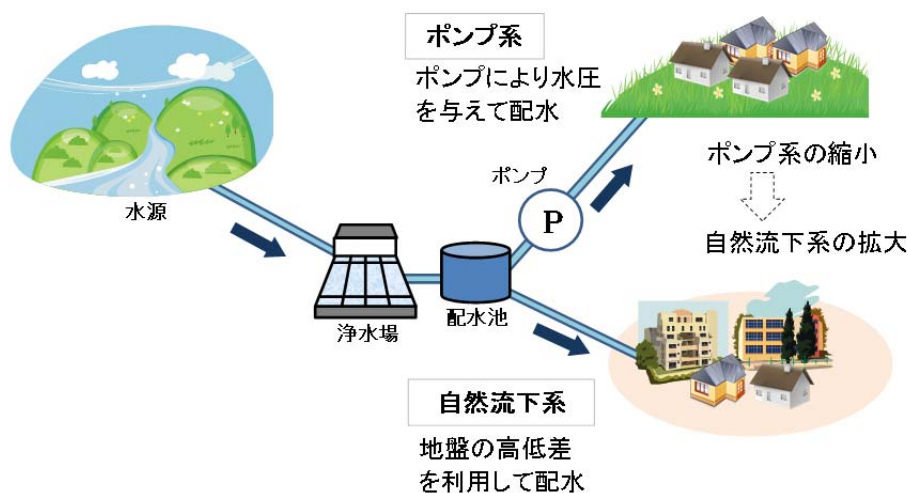 ポンプ系
ポンプにより水圧
を与えて配水
ポンプ
P
水源
浄水場
配水池
ポンプ系の縮小
自然流下系の拡大
自然流下系
地盤の高低差
を利用して配水